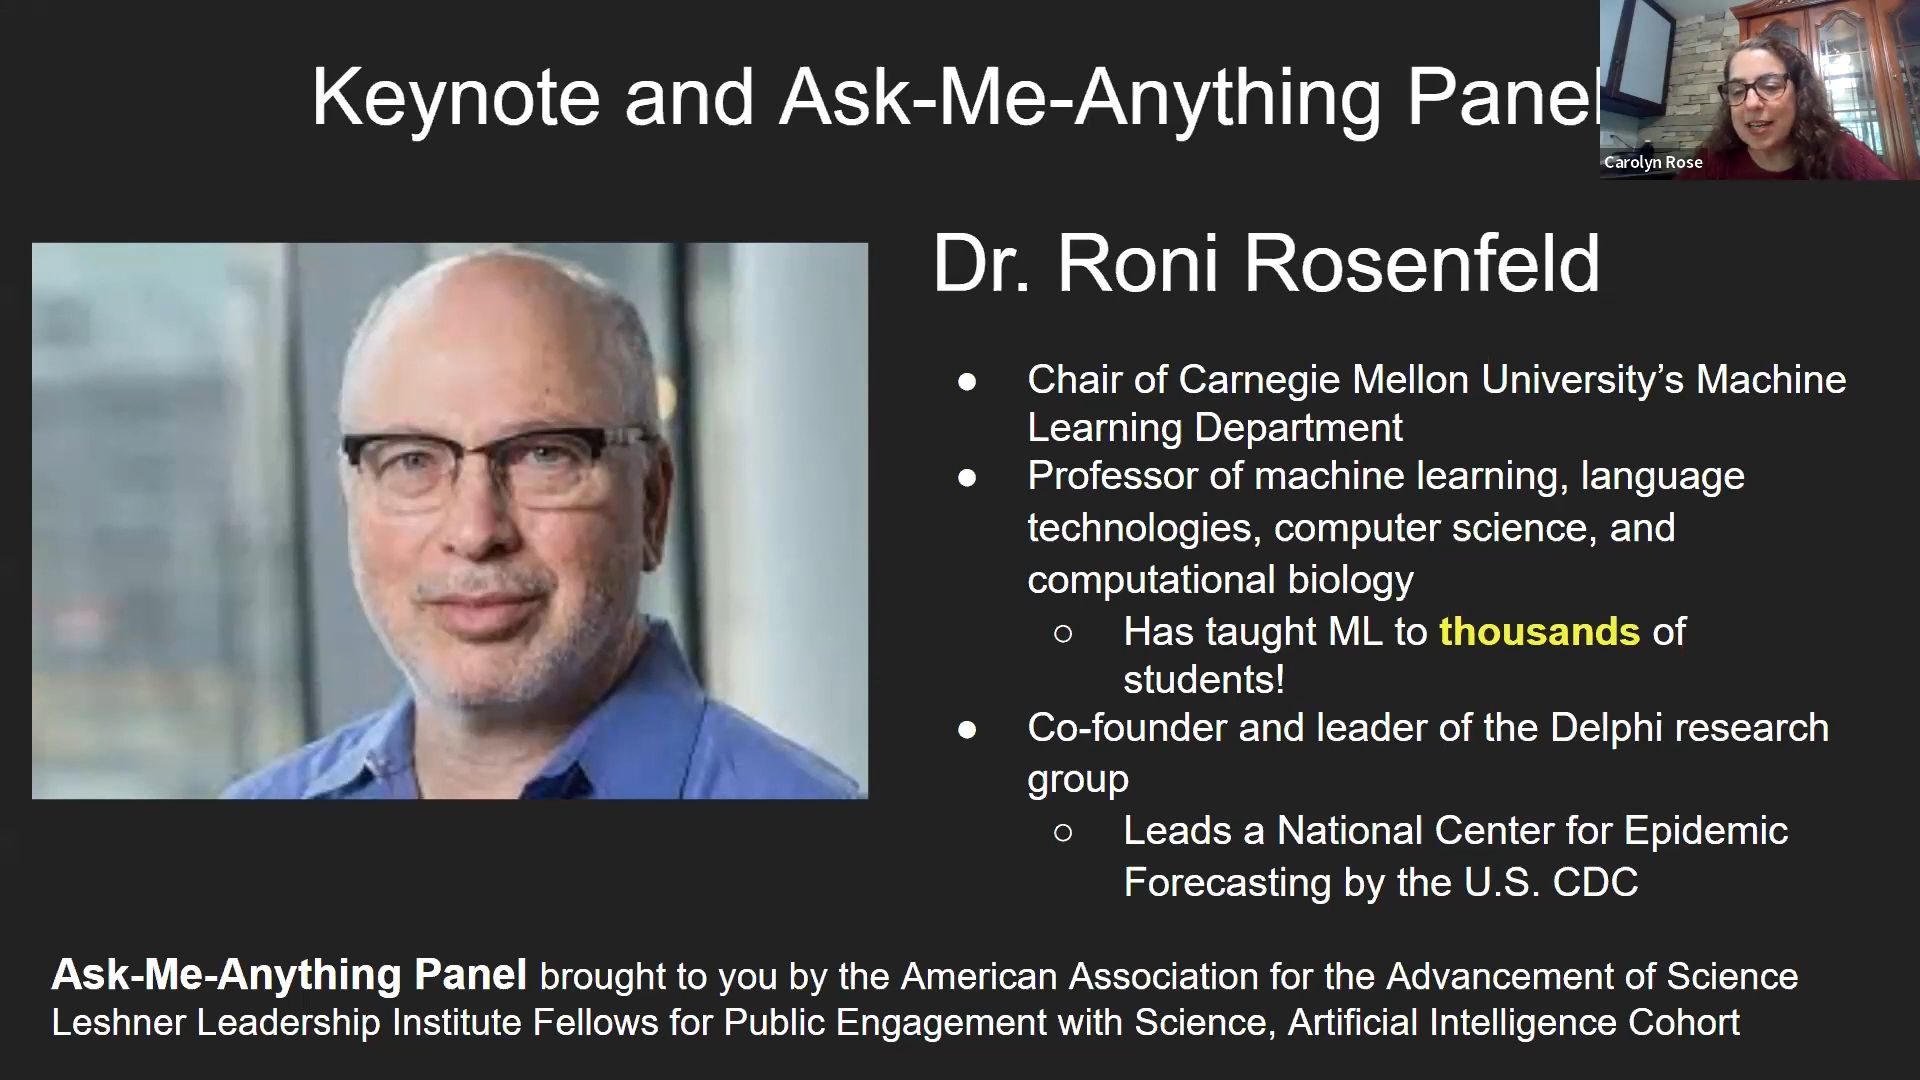 Keynote and Ask-Me-Anything Panel
Carolyn Rose
Dr. Roni Rosenfeld
● Chair of Carnegie Mellon University’s Machine
Learning Department
● Professor of machine learning, language
technologies, computer science, and
computational biology
○ Has taught ML to thousands of
students!
● Co-founder and leader of the Delphi research
group
○ Leads a National Center for Epidemic
Forecasting by the U.S. CDC
Ask-Me-Anything Panel brought to you by the American Association for the Advancement of Science
Leshner Leadership Institute Fellows for Public Engagement with Science, Artificial Intelligence Cohort